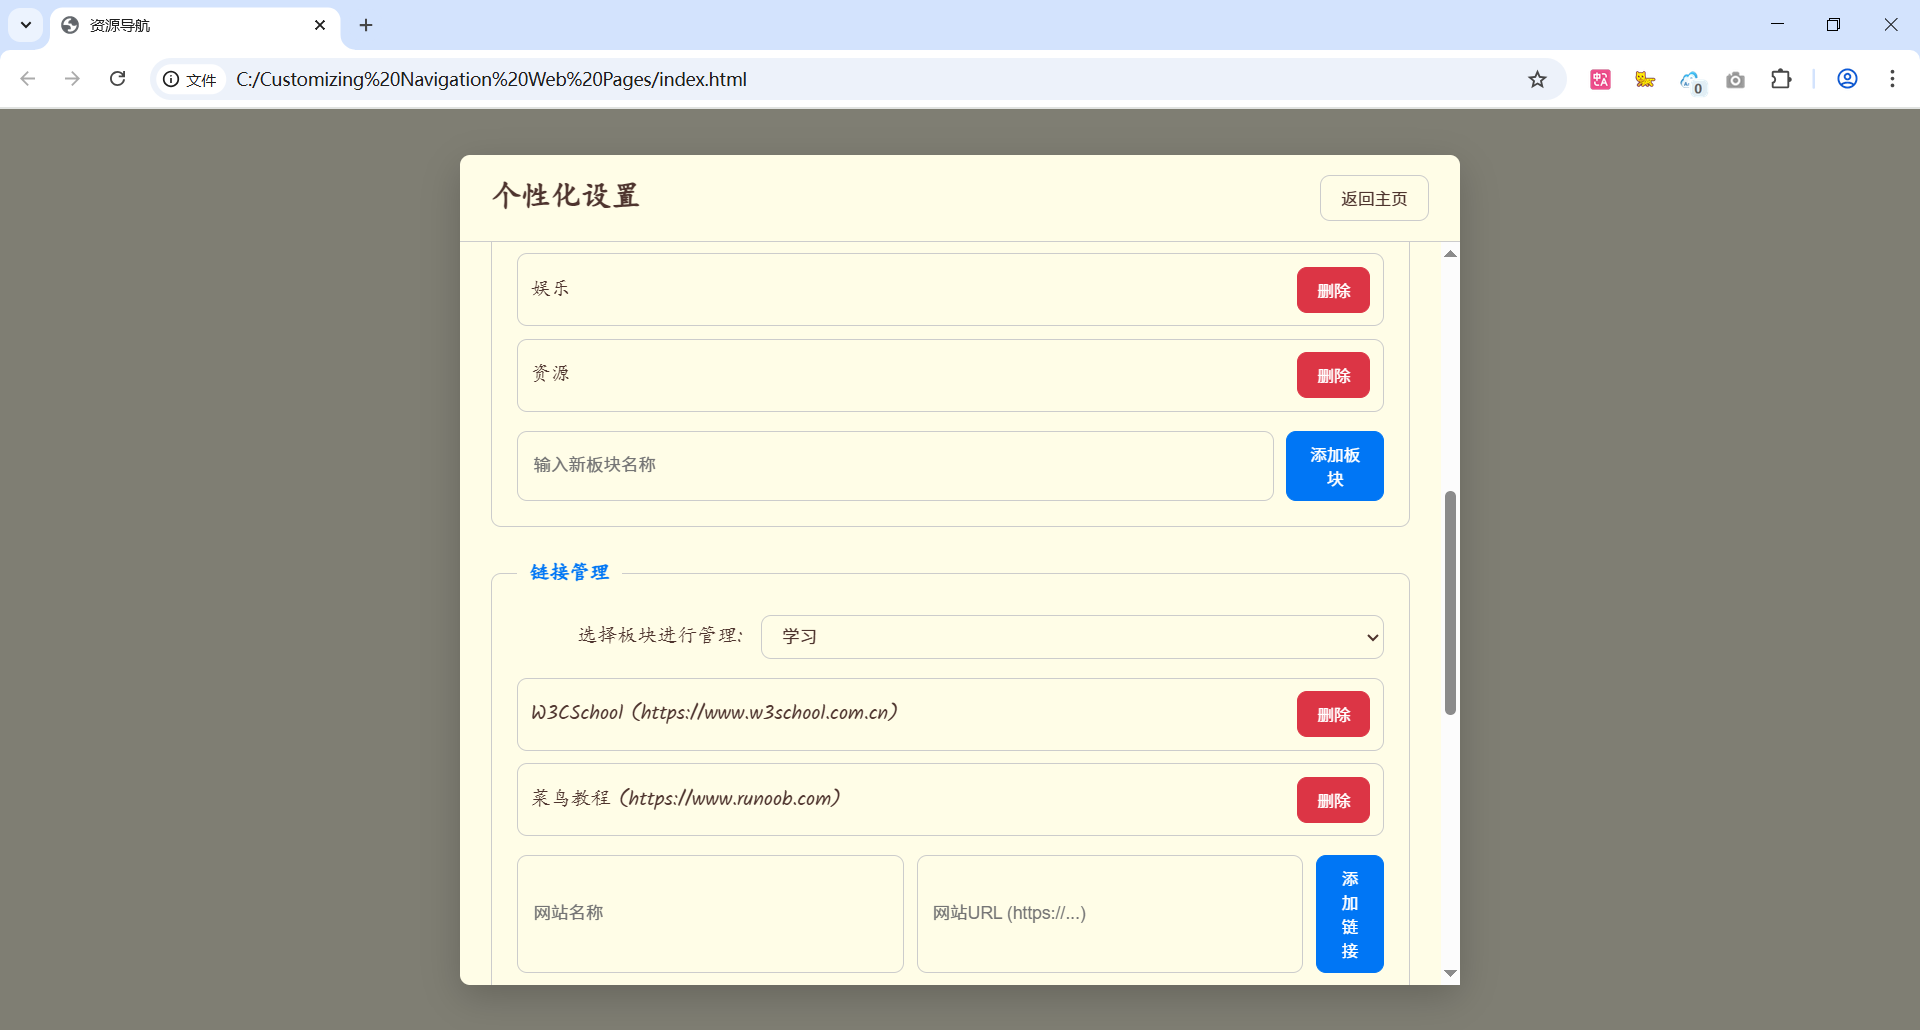 资源导航
文件
C:/Customizing%20Navigation%20Web%20Pages/index.html
0
个性化设置
返回主页
娱乐
删除
资源
删除
输入新板块名称
添加板
块
链接管理
选择板块进行管理:
学习
W3CSchool (https://www.w3school.com.cn)
删除
菜鸟教程 (https://www.runoob.com)
删除
网站名称
网站URL (https://...)
添
加
链
接